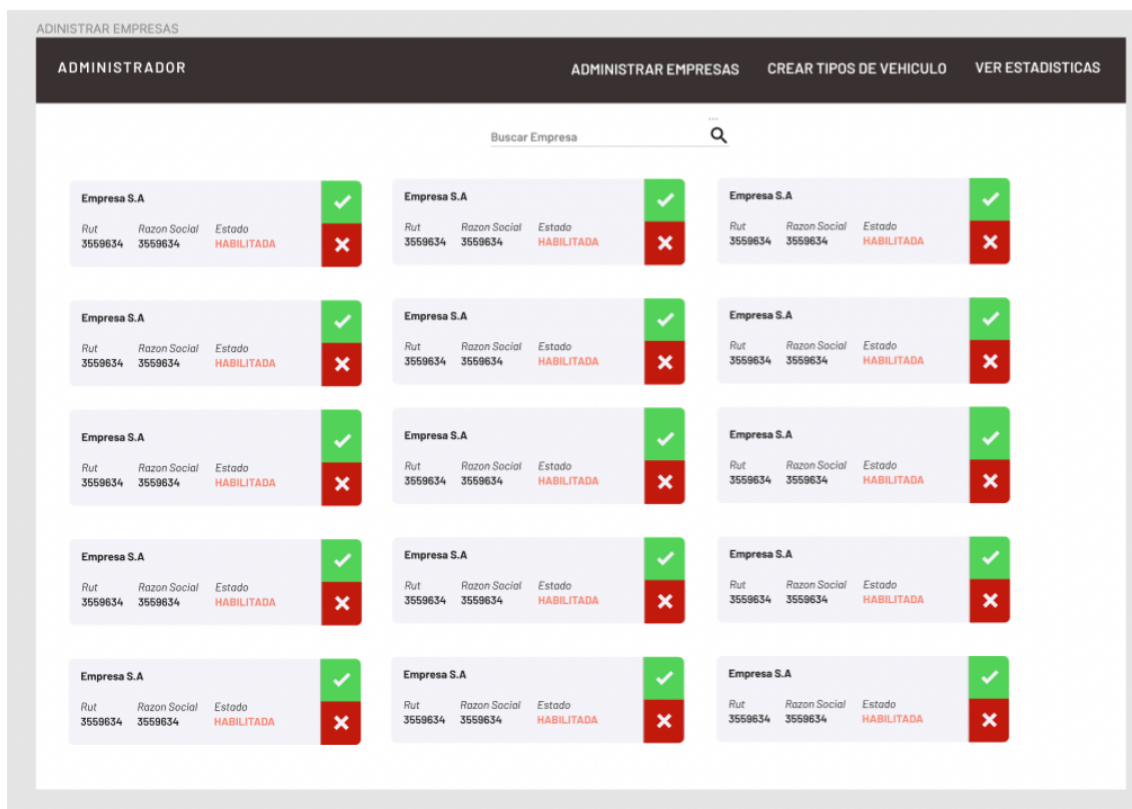 ADINISTRAR EMPRESAS
ADMINISTRADOR ADMINISTRAR EMPRESAS CREAR TIPOS DE VEHICULO VER ESTADISTICAS
...
Buscar Empresa
Empresa S.A Empresa S.A Empresa S.A
Rut Razon Social Estado Rut Razon Social Estado Rut Razon Social Estado
3559634 3559634 HABILITADA 3559634 3559634 HABILITADA 3559634 3559634 HABILITADA
Empresa S.A Empresa S.A Empresa S.A
Rut Razon Social Estado Rut Razon Social Estado Rut Razon Social Estado
3559634 3559634 HABILITADA 3559634 3559634 HABILITADA 3559634 3559634 HABILITADA
Empresa S.A Empresa S.A Empresa S.A
Rut Razon Social Estado Rut Razon Social Estado Rut Razon Social Estado
3559634 3559634 HABILITADA 3559634 3559634 HABILITADA 3559634 3559634 HABILITADA
Empresa S.A Empresa S.A Empresa S.A
Rut Razon Social Estado Rut Razon Social Estado Rut Razon Social Estado
3559634 3559634 HABILITADA 3559634 3559634 HABILITADA 3559634 3559634 HABILITADA
Empresa S.A Empresa S.A Empresa S.A
Rut Razon Social Estado Rut Razon Social Estado Rut Razon Social Estado
3559634 3559634 HABILITADA 3559634 3559634 HABILITADA 3559634 3559634 HABILITADA